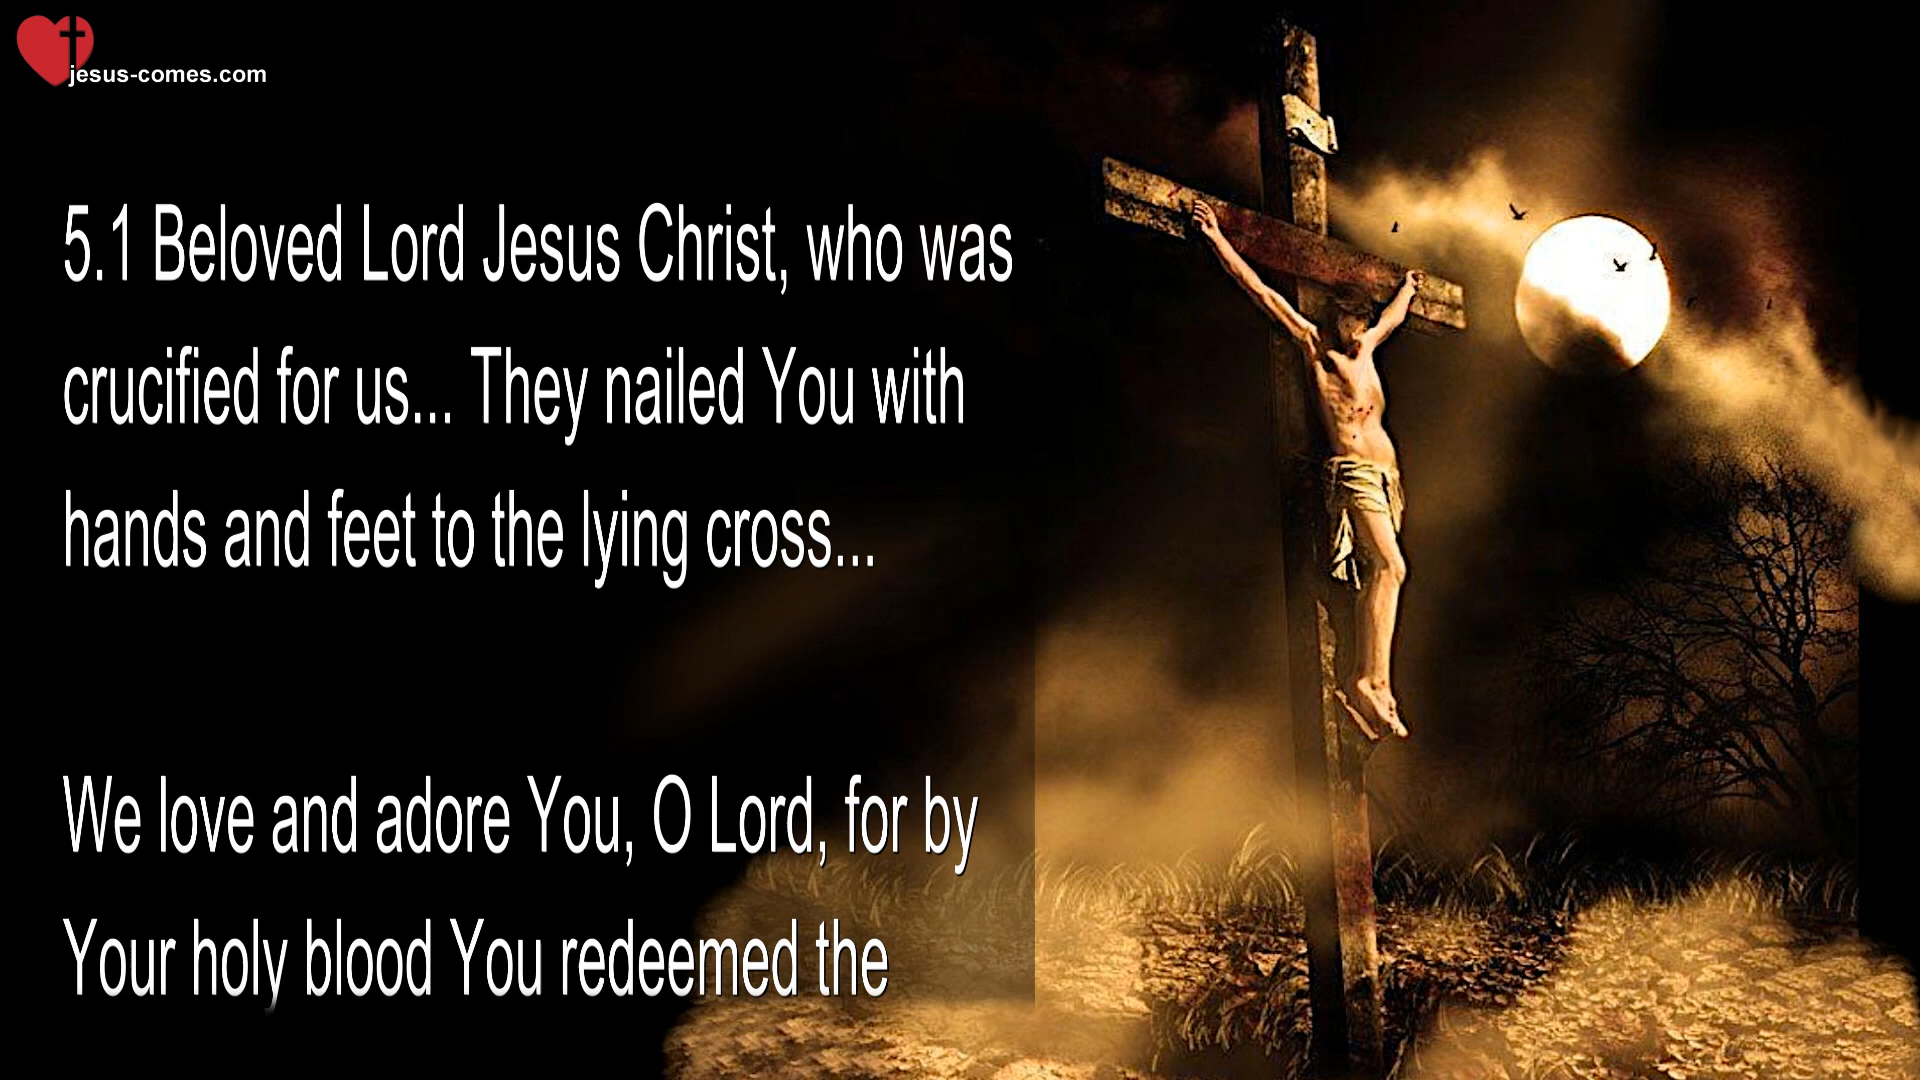 jesus-comes.com
5.1 Beloved Lord Jesus Christ, who was
crucified for us... They nailed You with
hands and feet to the lying cross...
We love and adore You, O Lord, for by
Your holy blood You redeemed the